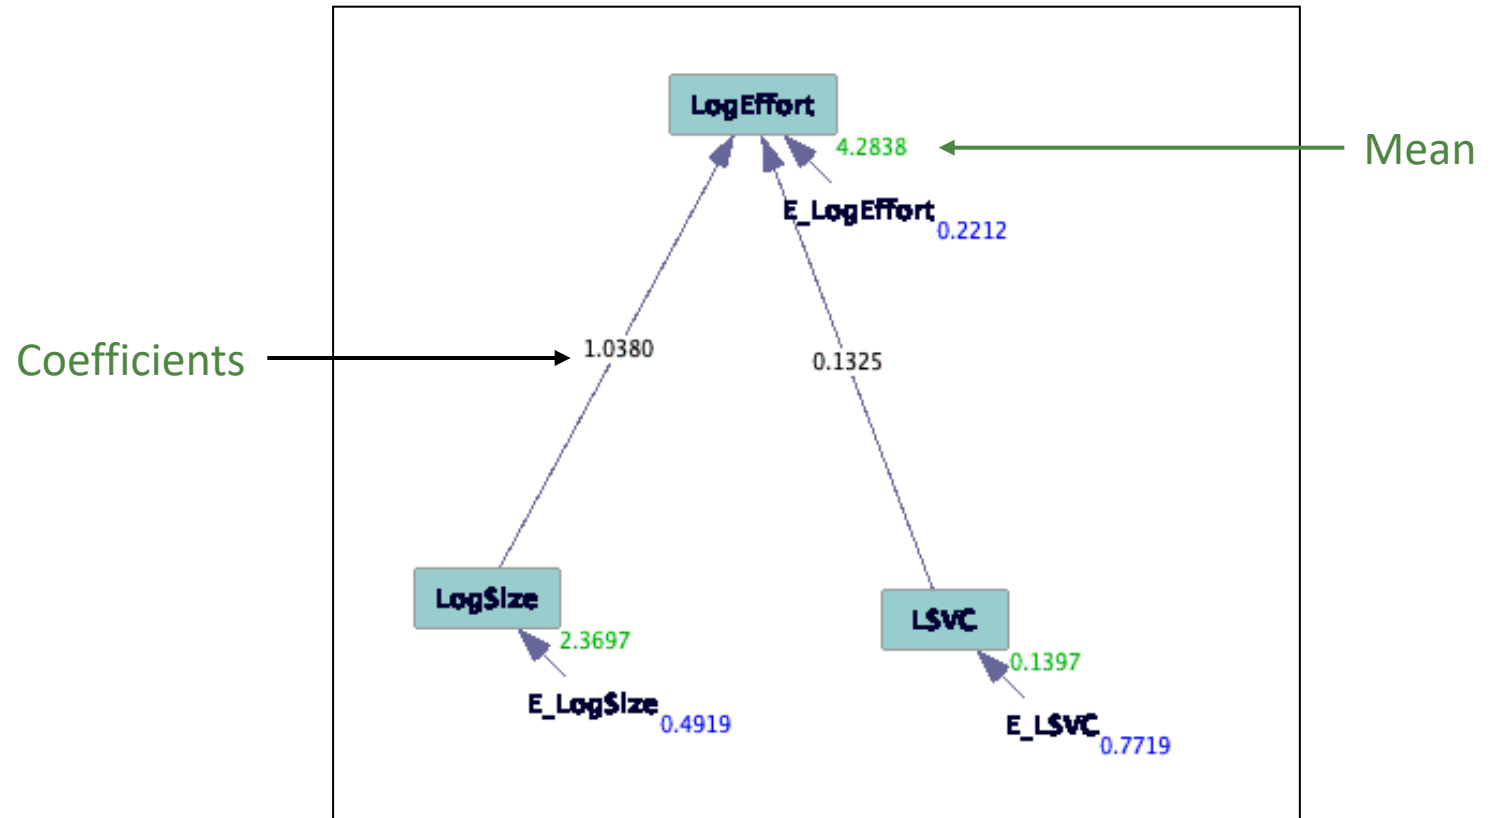 LogEffort
4.2838
Mean
E_LogEffort
0.2212
Coefficients
1.0380
0.1325
LogSize
2.3697
E_LogSize
0.4919
LSVC
0.1397
E_LSVC
0.7719